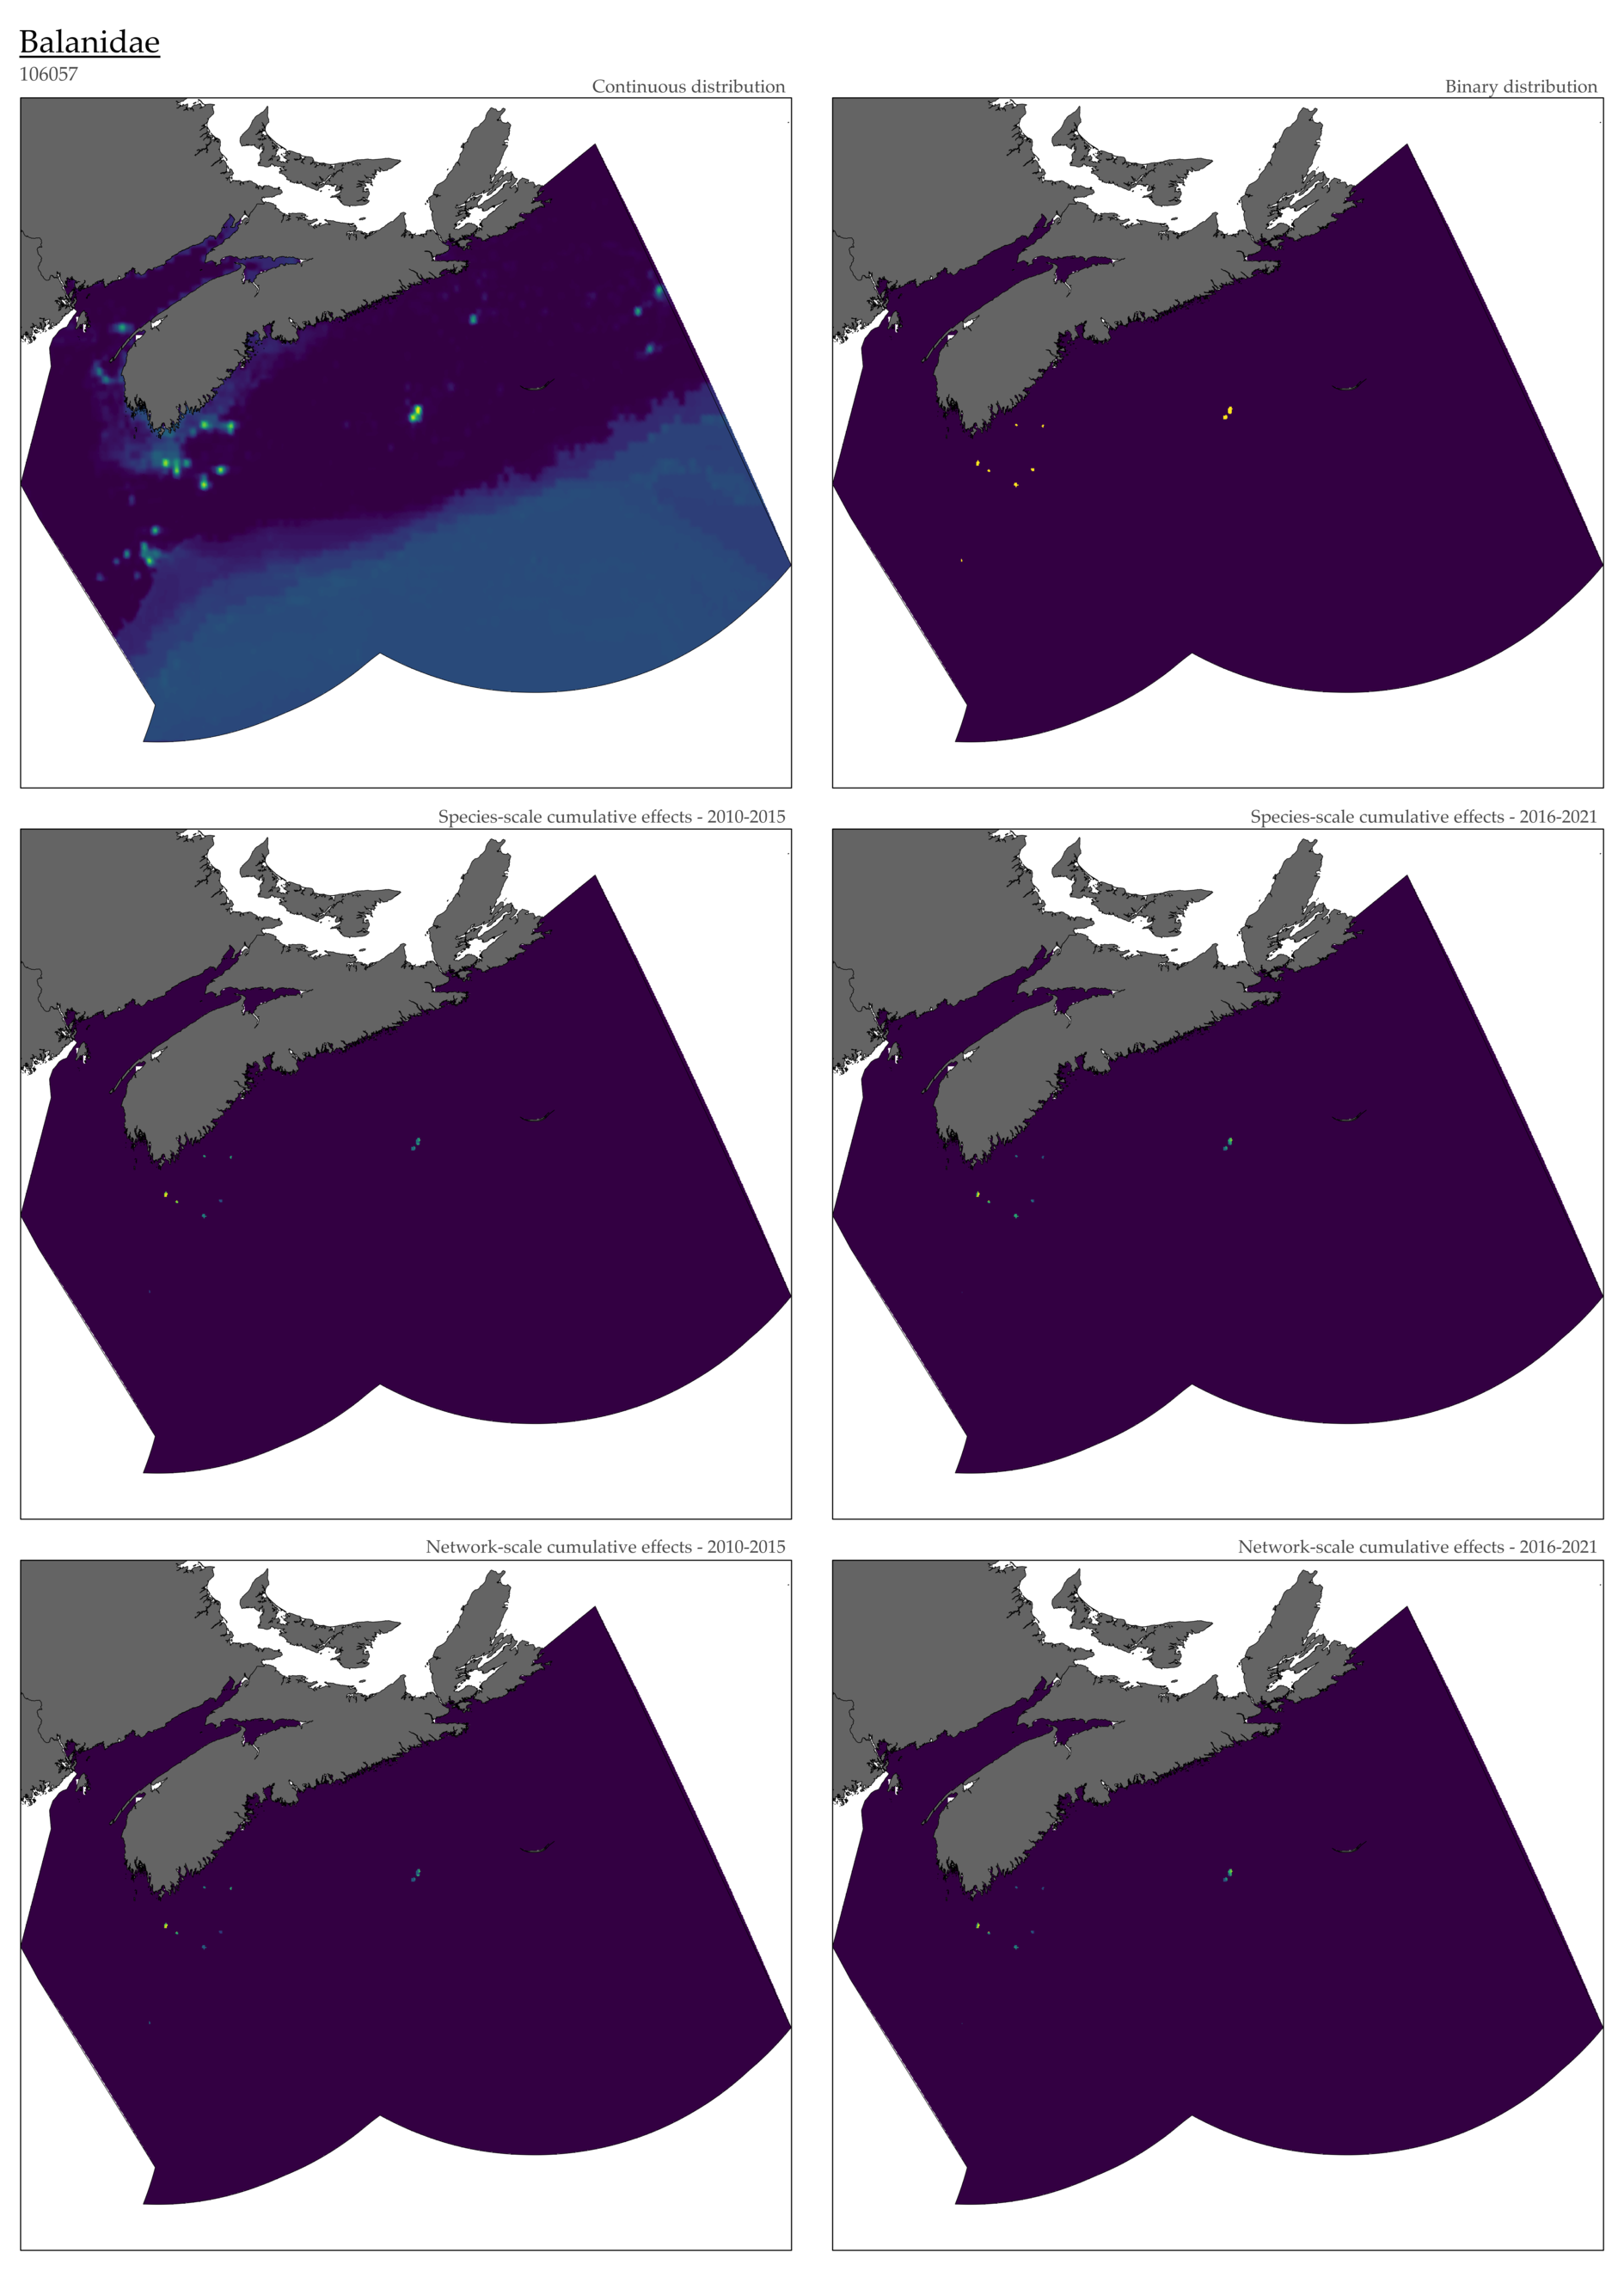 Balanidae
106057
Continuous distribution
Binary distribution
Species-scale cumulative effects - 2010-2015
Species-scale cumulative effects - 2016-2021
Network-scale cumulative effects - 2010-2015
Network-scale cumulative effects - 2016-2021